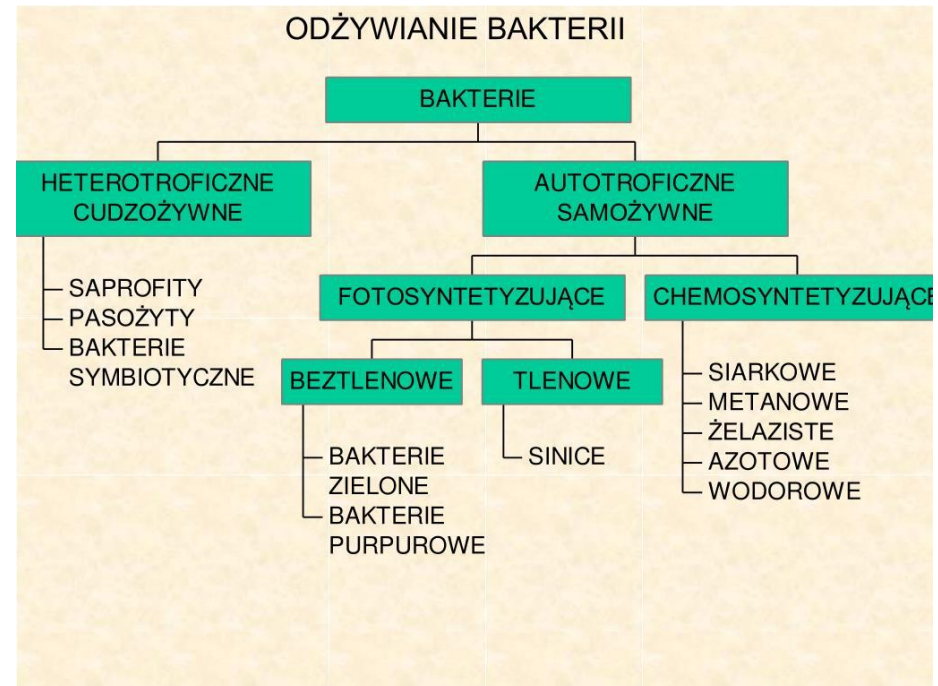 ODŻYWIANIE BAKTERII
BAKTERIE
HETEROTROFICZNE
CUDZOŻYWNE
AUTOTROFICZNE
SAMOŻYWNE
SAPROFITY
PASOŻYTY
BAKTERIE
SYMBIOTYCZNE
FOTOSYNTETYZUJĄCE
CHEMOSYNTETYZUJĄCE
BEZTLENOWE
TLENOWE
BAKTERIE
ZIELONE
BAKTERIE
PURPUROWE
SINICE
SIARKOWE
METANOWE
ŻELAZISTE
AZOTOWE
WODOROWE